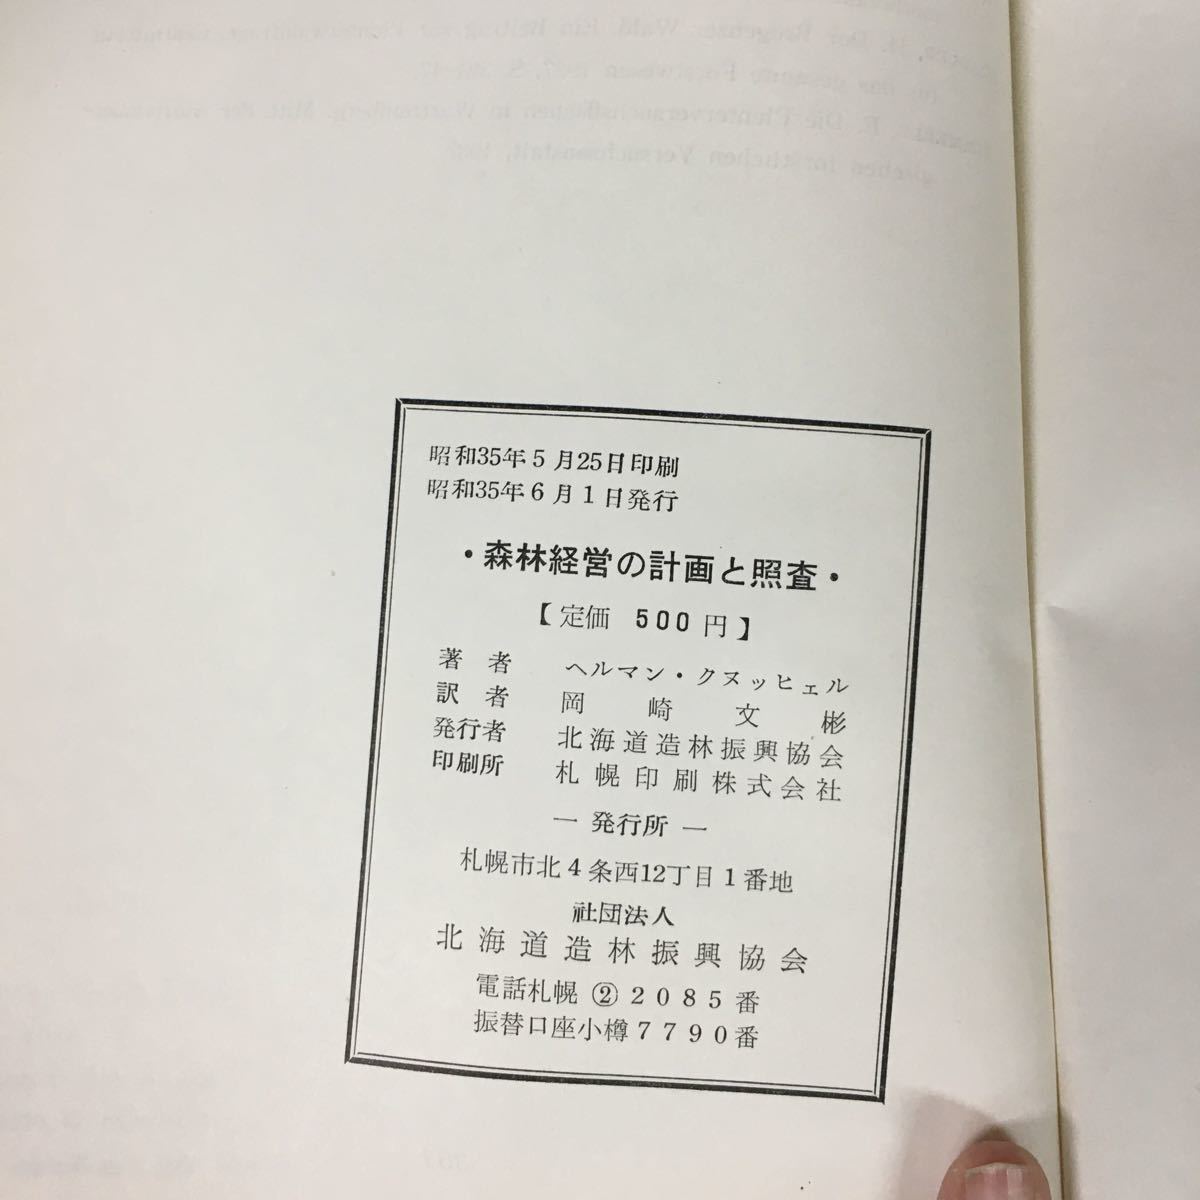 昭和35年5月25日印刷
昭和35年6月1日発行
・森林経営の計画と照査・
【定価 500円】
著者 ヘルマン・クヌッヒェル
訳者 岡崎文彬
発行者 北海道造林振興協会
印刷所 札幌印刷株式会社
― 発行所 ―
札幌市北4条西12丁目1番地
社団法人
北海道造林振興協会
電話札幌②2085番
振替口座小樽7790番